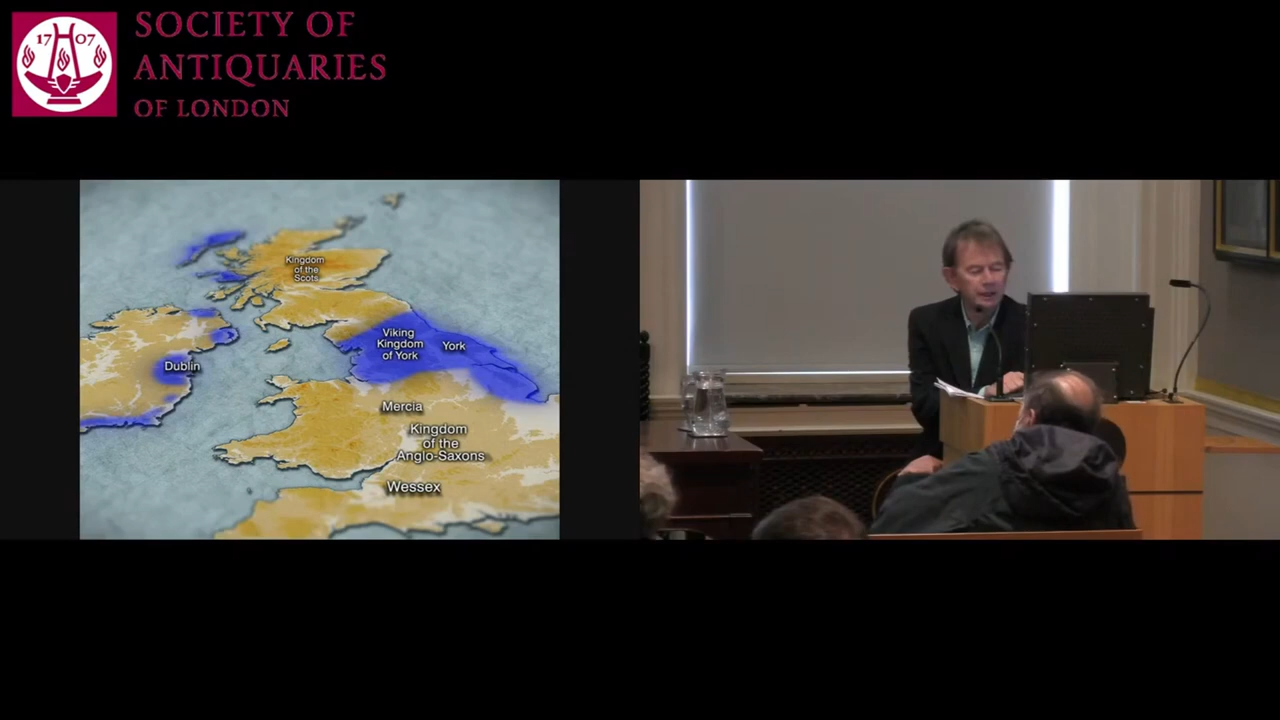 SOCIETY OF
ANTIQUARIES
OF LONDON
17 07
Kingdom
of the
Scots
Viking
Kingdom
of York
York
Dublin
Mercia
Kingdom
of the
Anglo-Saxons
Wessex